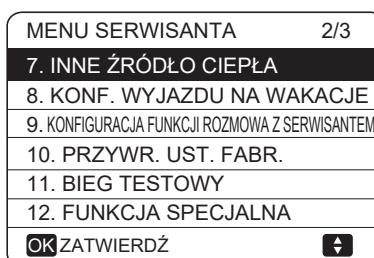 MENU SERWISANTA 2/3
7. INNE ŹRÓDŁO CIEPŁA
8. KONF. WYJAZDU NA WAKACJE
9. KONFIGURACJA FUNKCJI ROZMOWA Z SERWISANTEM
10. PRZYWR. UST. FABR.
11. BIEG TESTOWY
12. FUNKCJA SPECJALNA
OK ZATWIERDŹ